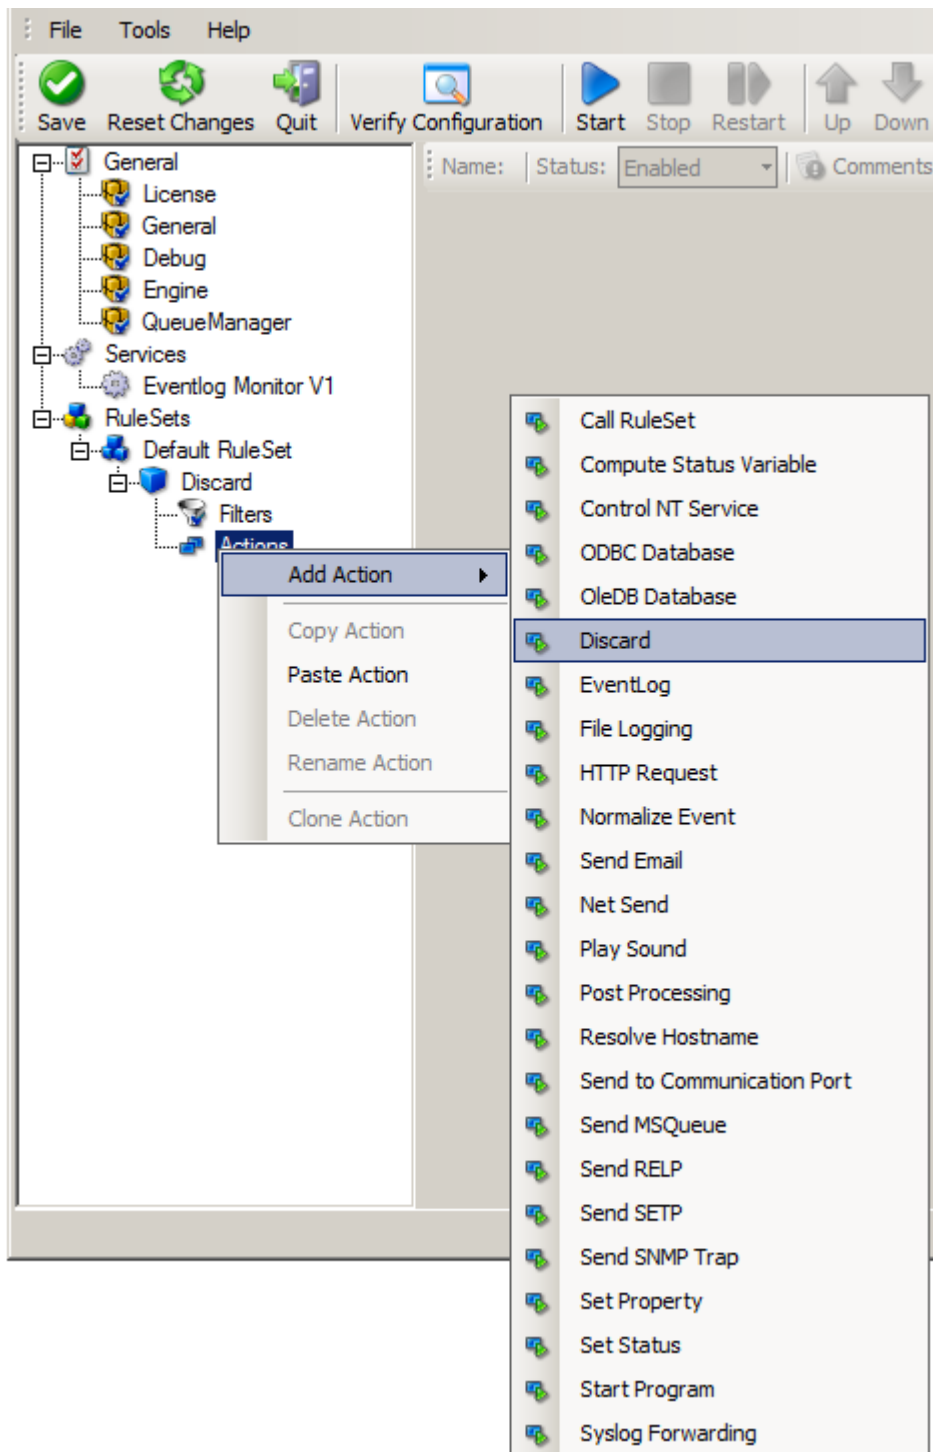 File Tools Help
Save Reset Changes Quit Verify Configuration Start Stop Restart Up Down
Name: Status: Enabled Comments
General
License
General
Debug
Engine
QueueManager
Services
Eventlog Monitor V1
RuleSets
Default RuleSet
Discard
Filters
Actions
Add Action
Copy Action
Paste Action
Delete Action
Rename Action
Clone Action
Call RuleSet
Compute Status Variable
Control NT Service
ODBC Database
OleDB Database
Discard
EventLog
File Logging
HTTP Request
Normalize Event
Send Email
Net Send
Play Sound
Post Processing
Resolve Hostname
Send to Communication Port
Send MSQueue
Send RELP
Send SETP
Send SNMP Trap
Set Property
Set Status
Start Program
Syslog Forwarding